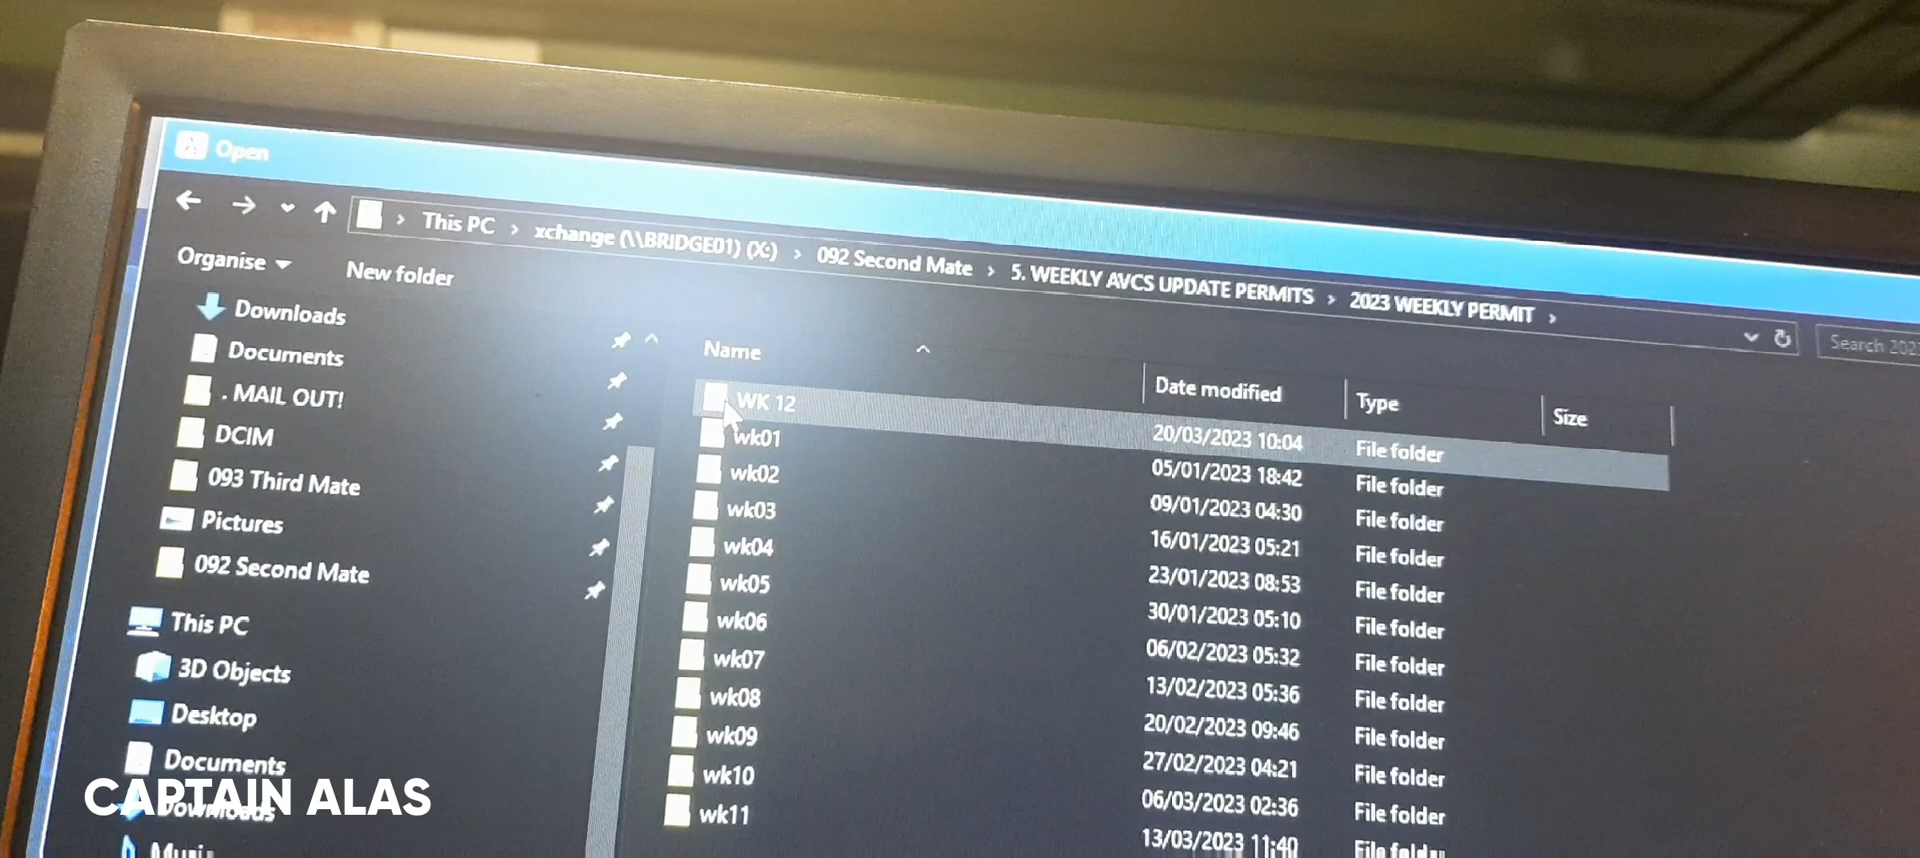 Open
This PC > xchange (\\BRIDGE01) (X:) > 092 Second Mate > 5. WEEKLY AVCS UPDATE PERMITS > 2023 WEEKLY PERMIT >
Search 202
Organise
New folder
Downloads
Documents
. MAIL OUT!
DCIM
093 Third Mate
Pictures
092 Second Mate
This PC
3D Objects
Desktop
Documents
Downloads
Music
Name Date modified Type Size
WK 12 20/03/2023 10:04 File folder
wk01 05/01/2023 18:42 File folder
wk02 09/01/2023 04:30 File folder
wk03 16/01/2023 05:21 File folder
wk04 23/01/2023 08:53 File folder
wk05 30/01/2023 05:10 File folder
wk06 06/02/2023 05:32 File folder
wk07 13/02/2023 05:36 File folder
wk08 20/02/2023 09:46 File folder
wk09 27/02/2023 04:21 File folder
wk10 06/03/2023 02:36 File folder
wk11 13/03/2023 11:40 File folder
CAPTAIN ALAS